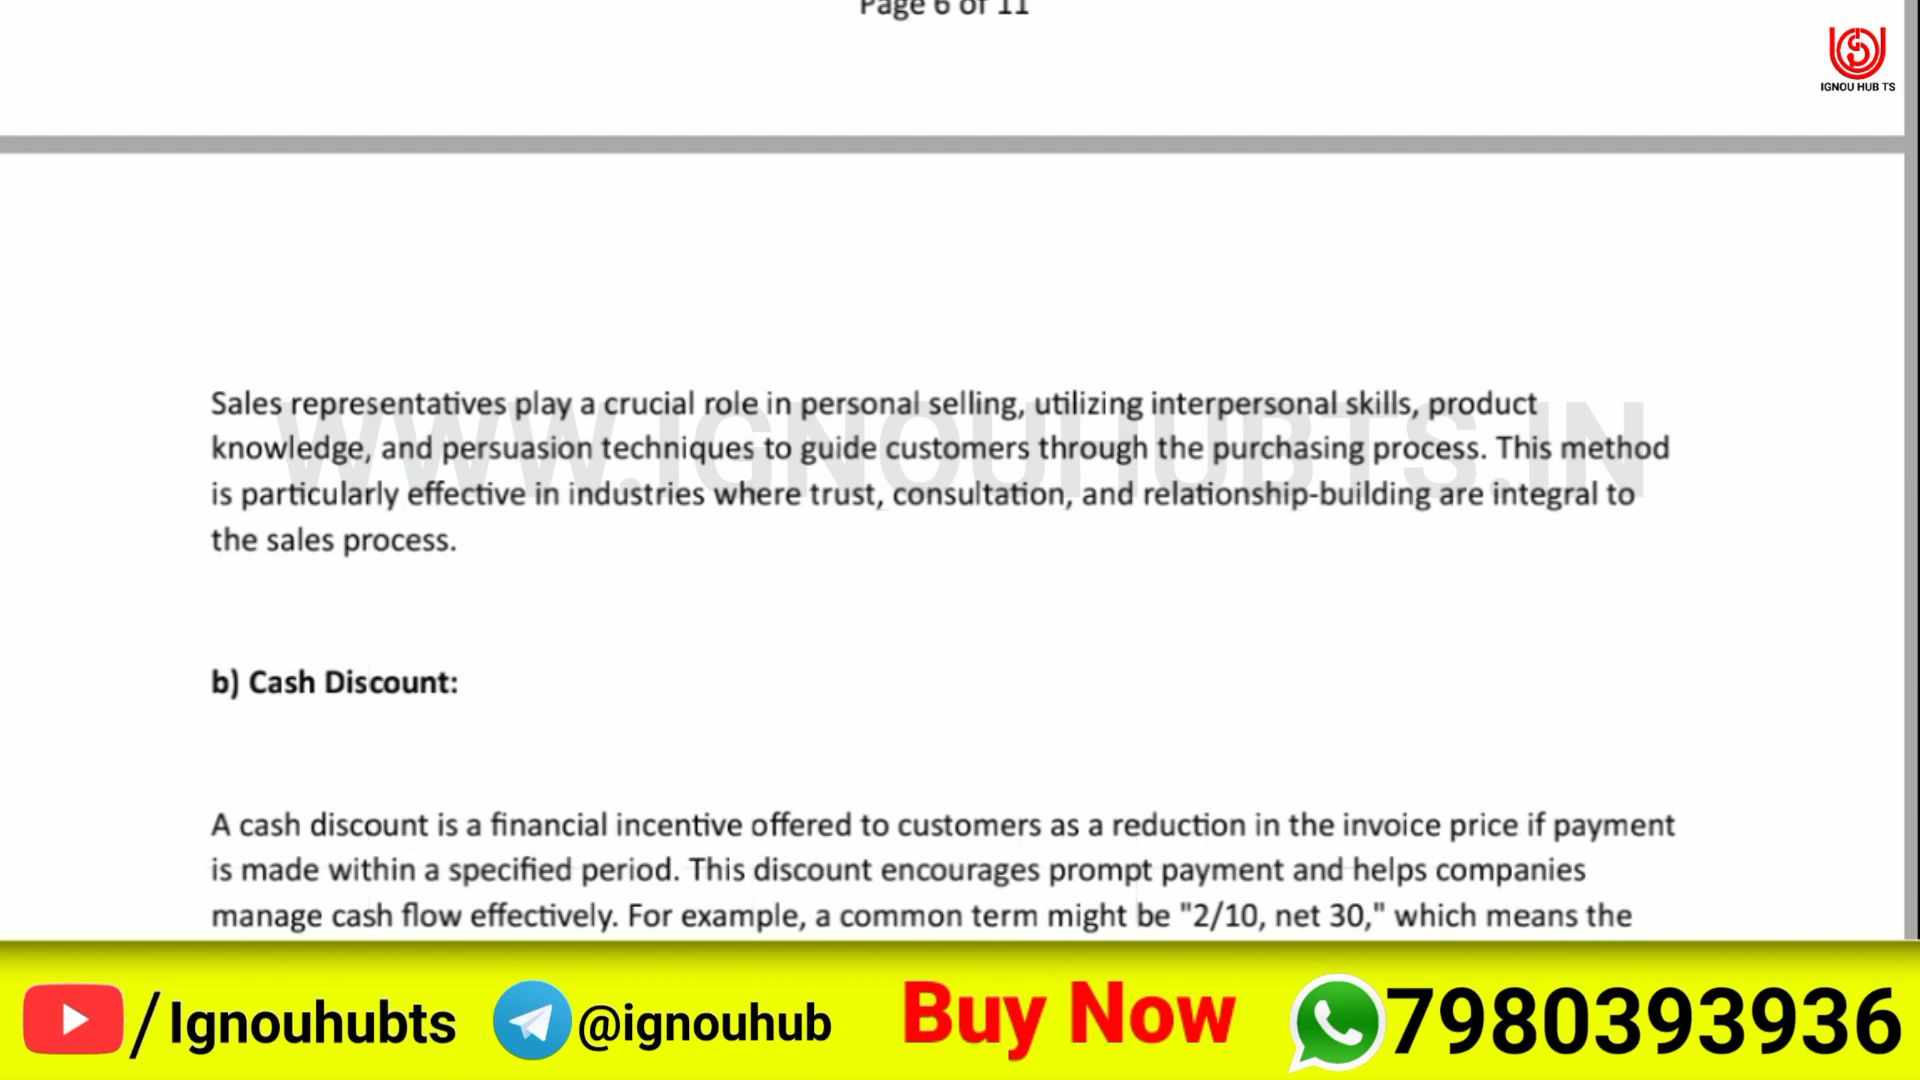 Page 6 of 11
IGNOU HUB TS
Sales representatives play a crucial role in personal selling, utilizing interpersonal skills, product
knowledge, and persuasion techniques to guide customers through the purchasing process. This method
is particularly effective in industries where trust, consultation, and relationship-building are integral to
the sales process.
WWW.IGNOUHUBTS.IN
b) Cash Discount:
A cash discount is a financial incentive offered to customers as a reduction in the invoice price if payment
is made within a specified period. This discount encourages prompt payment and helps companies
manage cash flow effectively. For example, a common term might be "2/10, net 30," which means the
/Ignouhubts @ignouhub Buy Now 7980393936